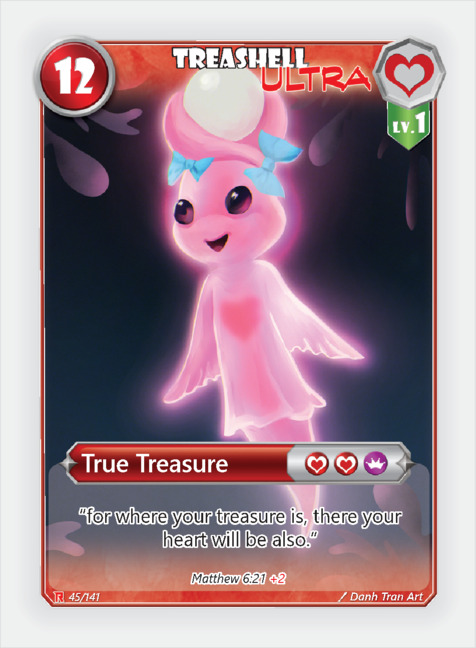 TREASHELL
ULTRA
12
LV.1
True Treasure
“for where your treasure is, there your
heart will be also.”
Matthew 6:21 +2
R 45/141
Danh Tran Art